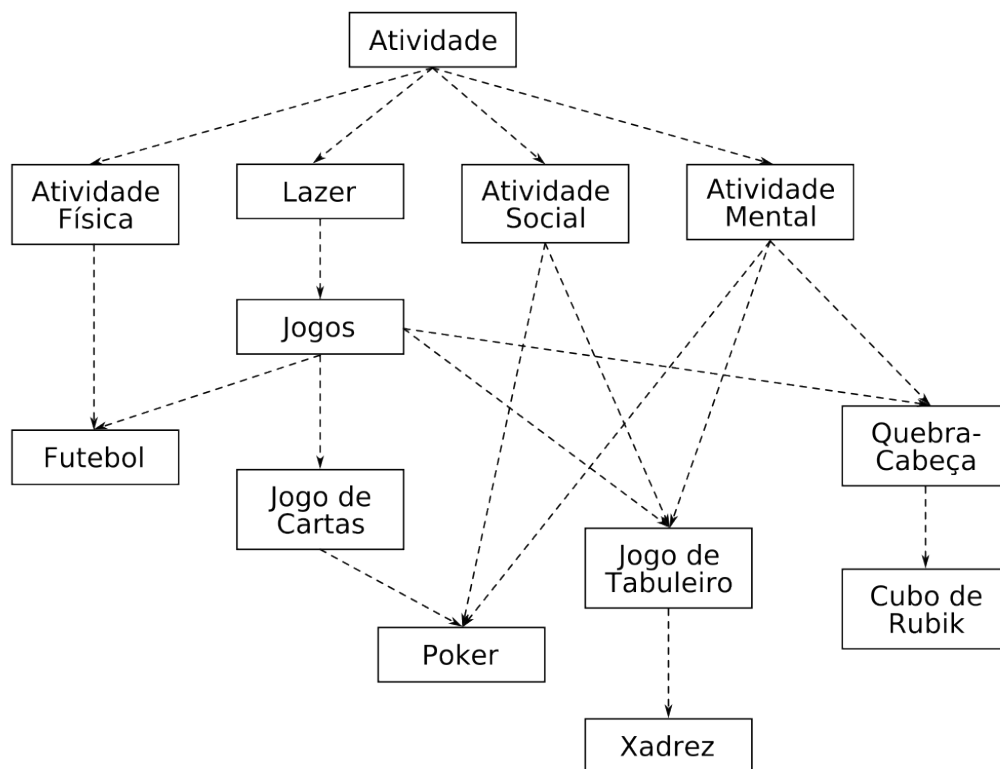 Atividade
Atividade
Física
Lazer
Atividade
Social
Atividade
Mental
Jogos
Futebol
Jogo de
Cartas
Quebra-
Cabeça
Jogo de
Tabuleiro
Cubo de
Rubik
Poker
Xadrez